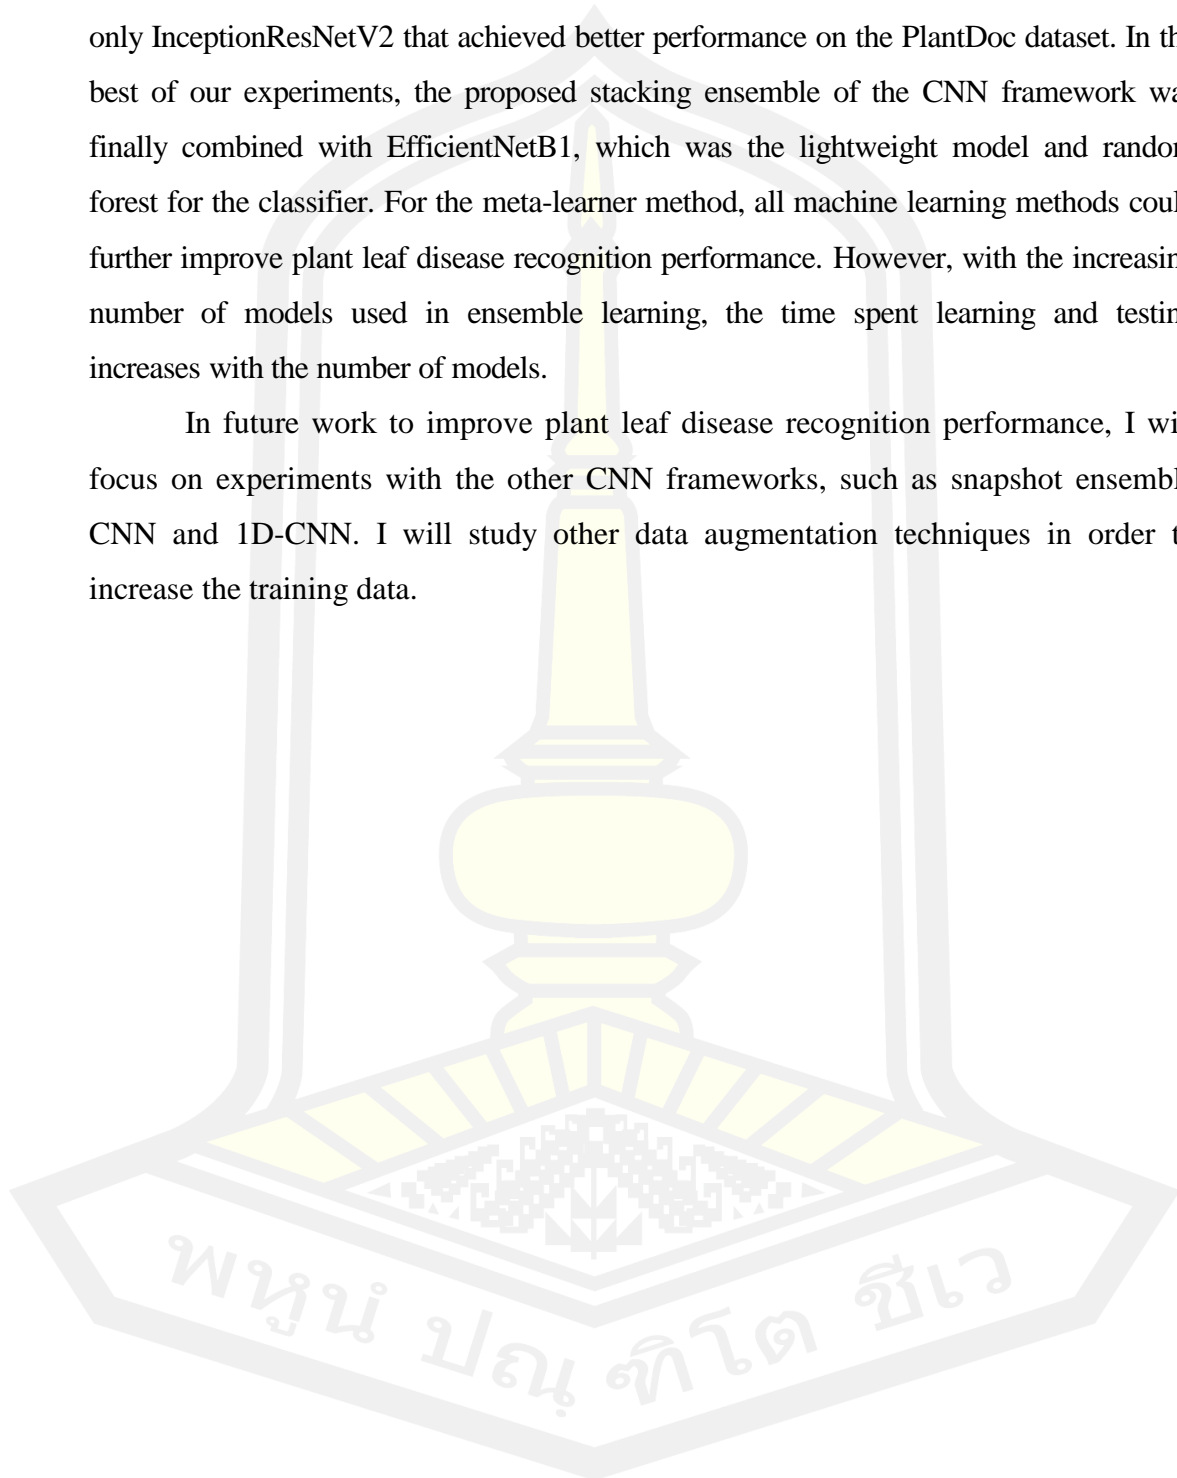 only InceptionResNetV2 that achieved better performance on the PlantDoc dataset. In th
best of our experiments, the proposed stacking ensemble of the CNN framework wa
finally combined with EfficientNetB1, which was the lightweight model and randor
forest for the classifier. For the meta-learner method, all machine learning methods coul
further improve plant leaf disease recognition performance. However, with the increasin
number of models used in ensemble learning, the time spent learning and testin
increases with the number of models.
In future work to improve plant leaf disease recognition performance, I wi
focus on experiments with the other CNN frameworks, such as snapshot ensembl
CNN and 1D-CNN. I will study other data augmentation techniques in order t
increase the training data.
พหูนํ ปณฺฑิโต ชีเว